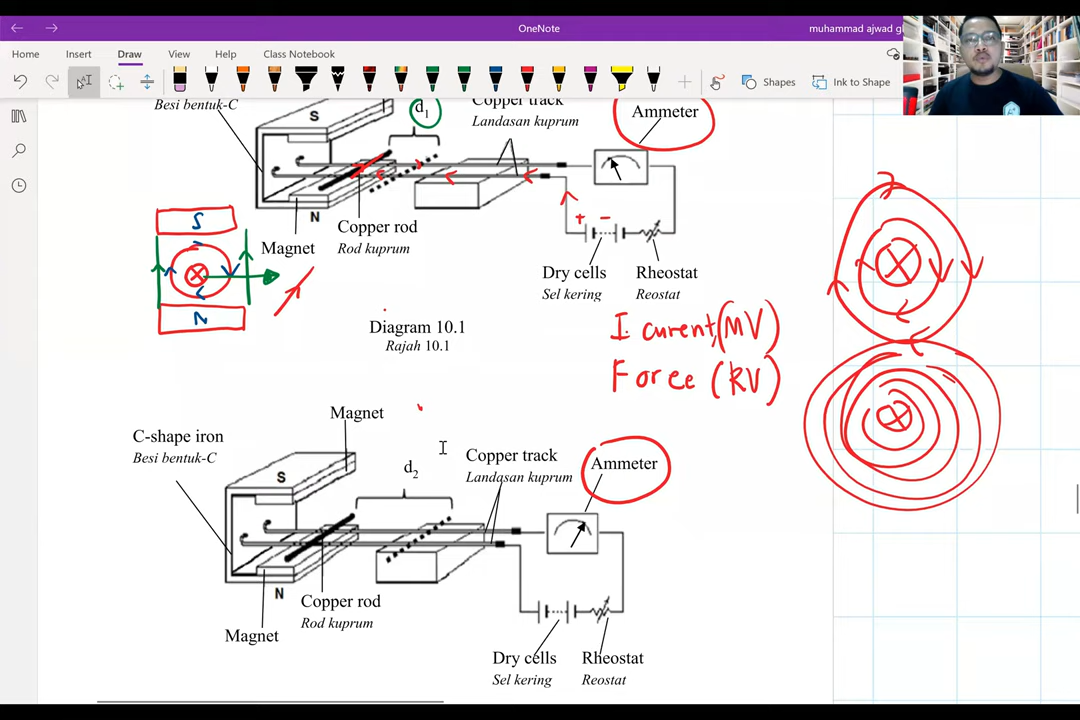 OneNote
muhammad ajwad g
Home Insert Draw View Help Class Notebook
Shapes
Ink to Shape
Besi bentuk-C
S
d₁
Copper track
Landasan kuprum
Ammeter
N
Magnet
Copper rod
Rod kuprum
+ -
Dry cells
Sel kering
Rheostat
Reostat
S
N
Diagram 10.1
Rajah 10.1
I curent, (MV)
Force (RV)
Magnet
C-shape iron
Besi bentuk-C
S
d₂
Copper track
Landasan kuprum
Ammeter
N
Magnet
Copper rod
Rod kuprum
Dry cells
Sel kering
Rheostat
Reostat